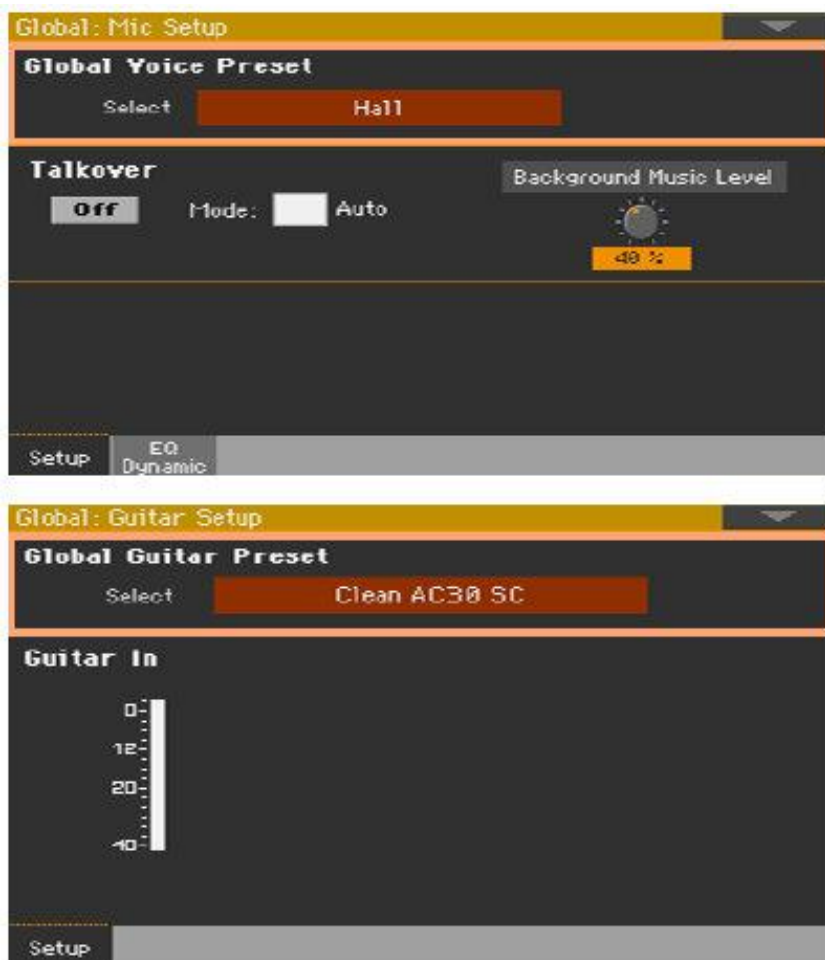 Global: Mic Setup
Global Voice Preset
Select Hall
Talkover
Background Music Level
Off Mode: Auto
40 %
Setup EQ Dynamic
Global: Guitar Setup
Global Guitar Preset
Select Clean AC30 SC
Guitar In
0
12
20
40
Setup